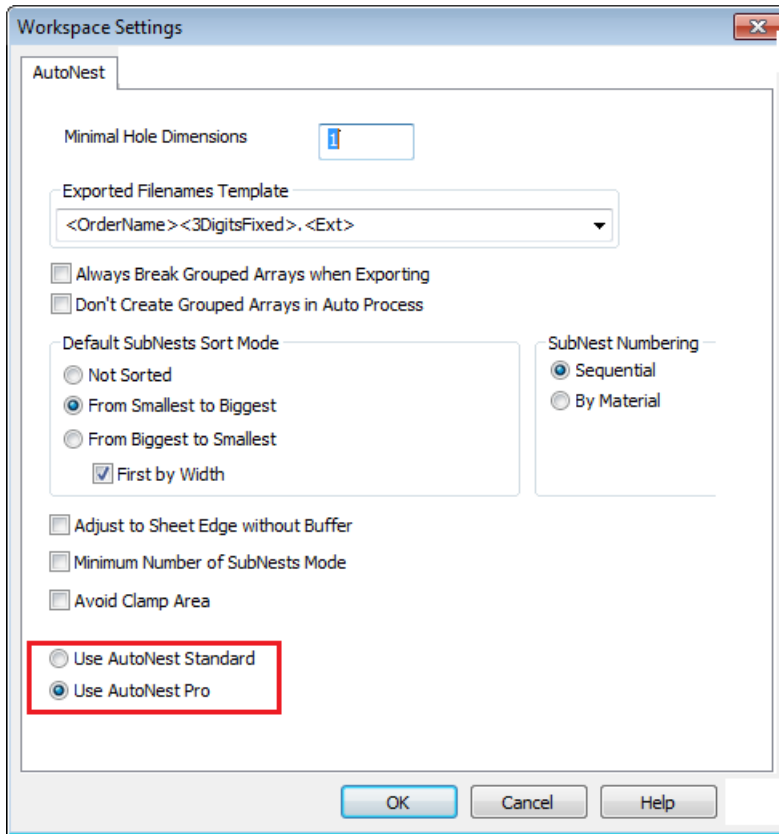 Workspace Settings
AutoNest
Minimal Hole Dimensions
1
Exported Filenames Template
<OrderName><3DigitsFixed>.<Ext>
Always Break Grouped Arrays when Exporting
Don't Create Grouped Arrays in Auto Process
Default SubNests Sort Mode
Not Sorted
From Smallest to Biggest
From Biggest to Smallest
First by Width
SubNest Numbering
Sequential
By Material
Adjust to Sheet Edge without Buffer
Minimum Number of SubNests Mode
Avoid Clamp Area
Use AutoNest Standard
Use AutoNest Pro
OK
Cancel
Help